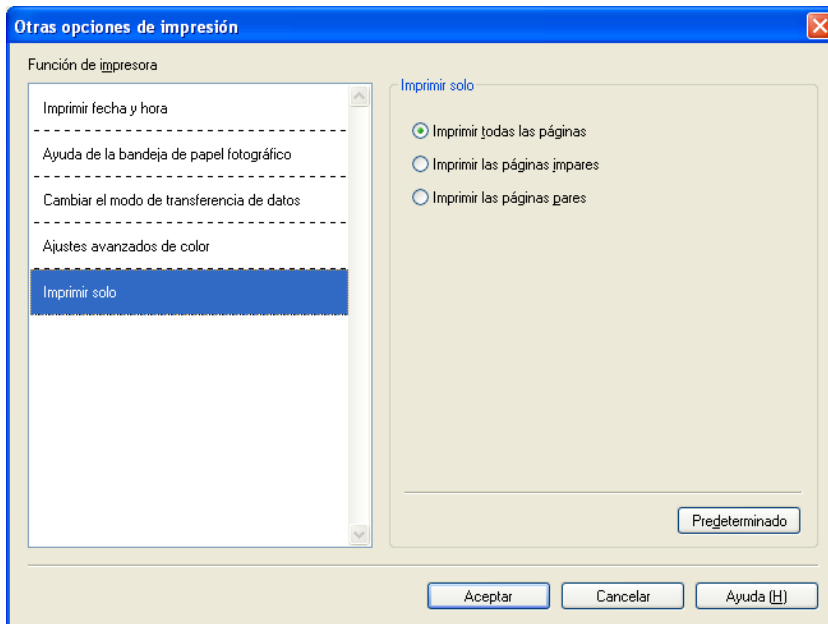 Otras opciones de impresión
Función de impresora
Imprimir fecha y hora
Ayuda de la bandeja de papel fotográfico
Cambiar el modo de transferencia de datos
Ajustes avanzados de color
Imprimir solo
Imprimir solo
Imprimir todas las páginas
Imprimir las páginas impares
Imprimir las páginas pares
Predeterminado
Aceptar
Cancelar
Ayuda (H)